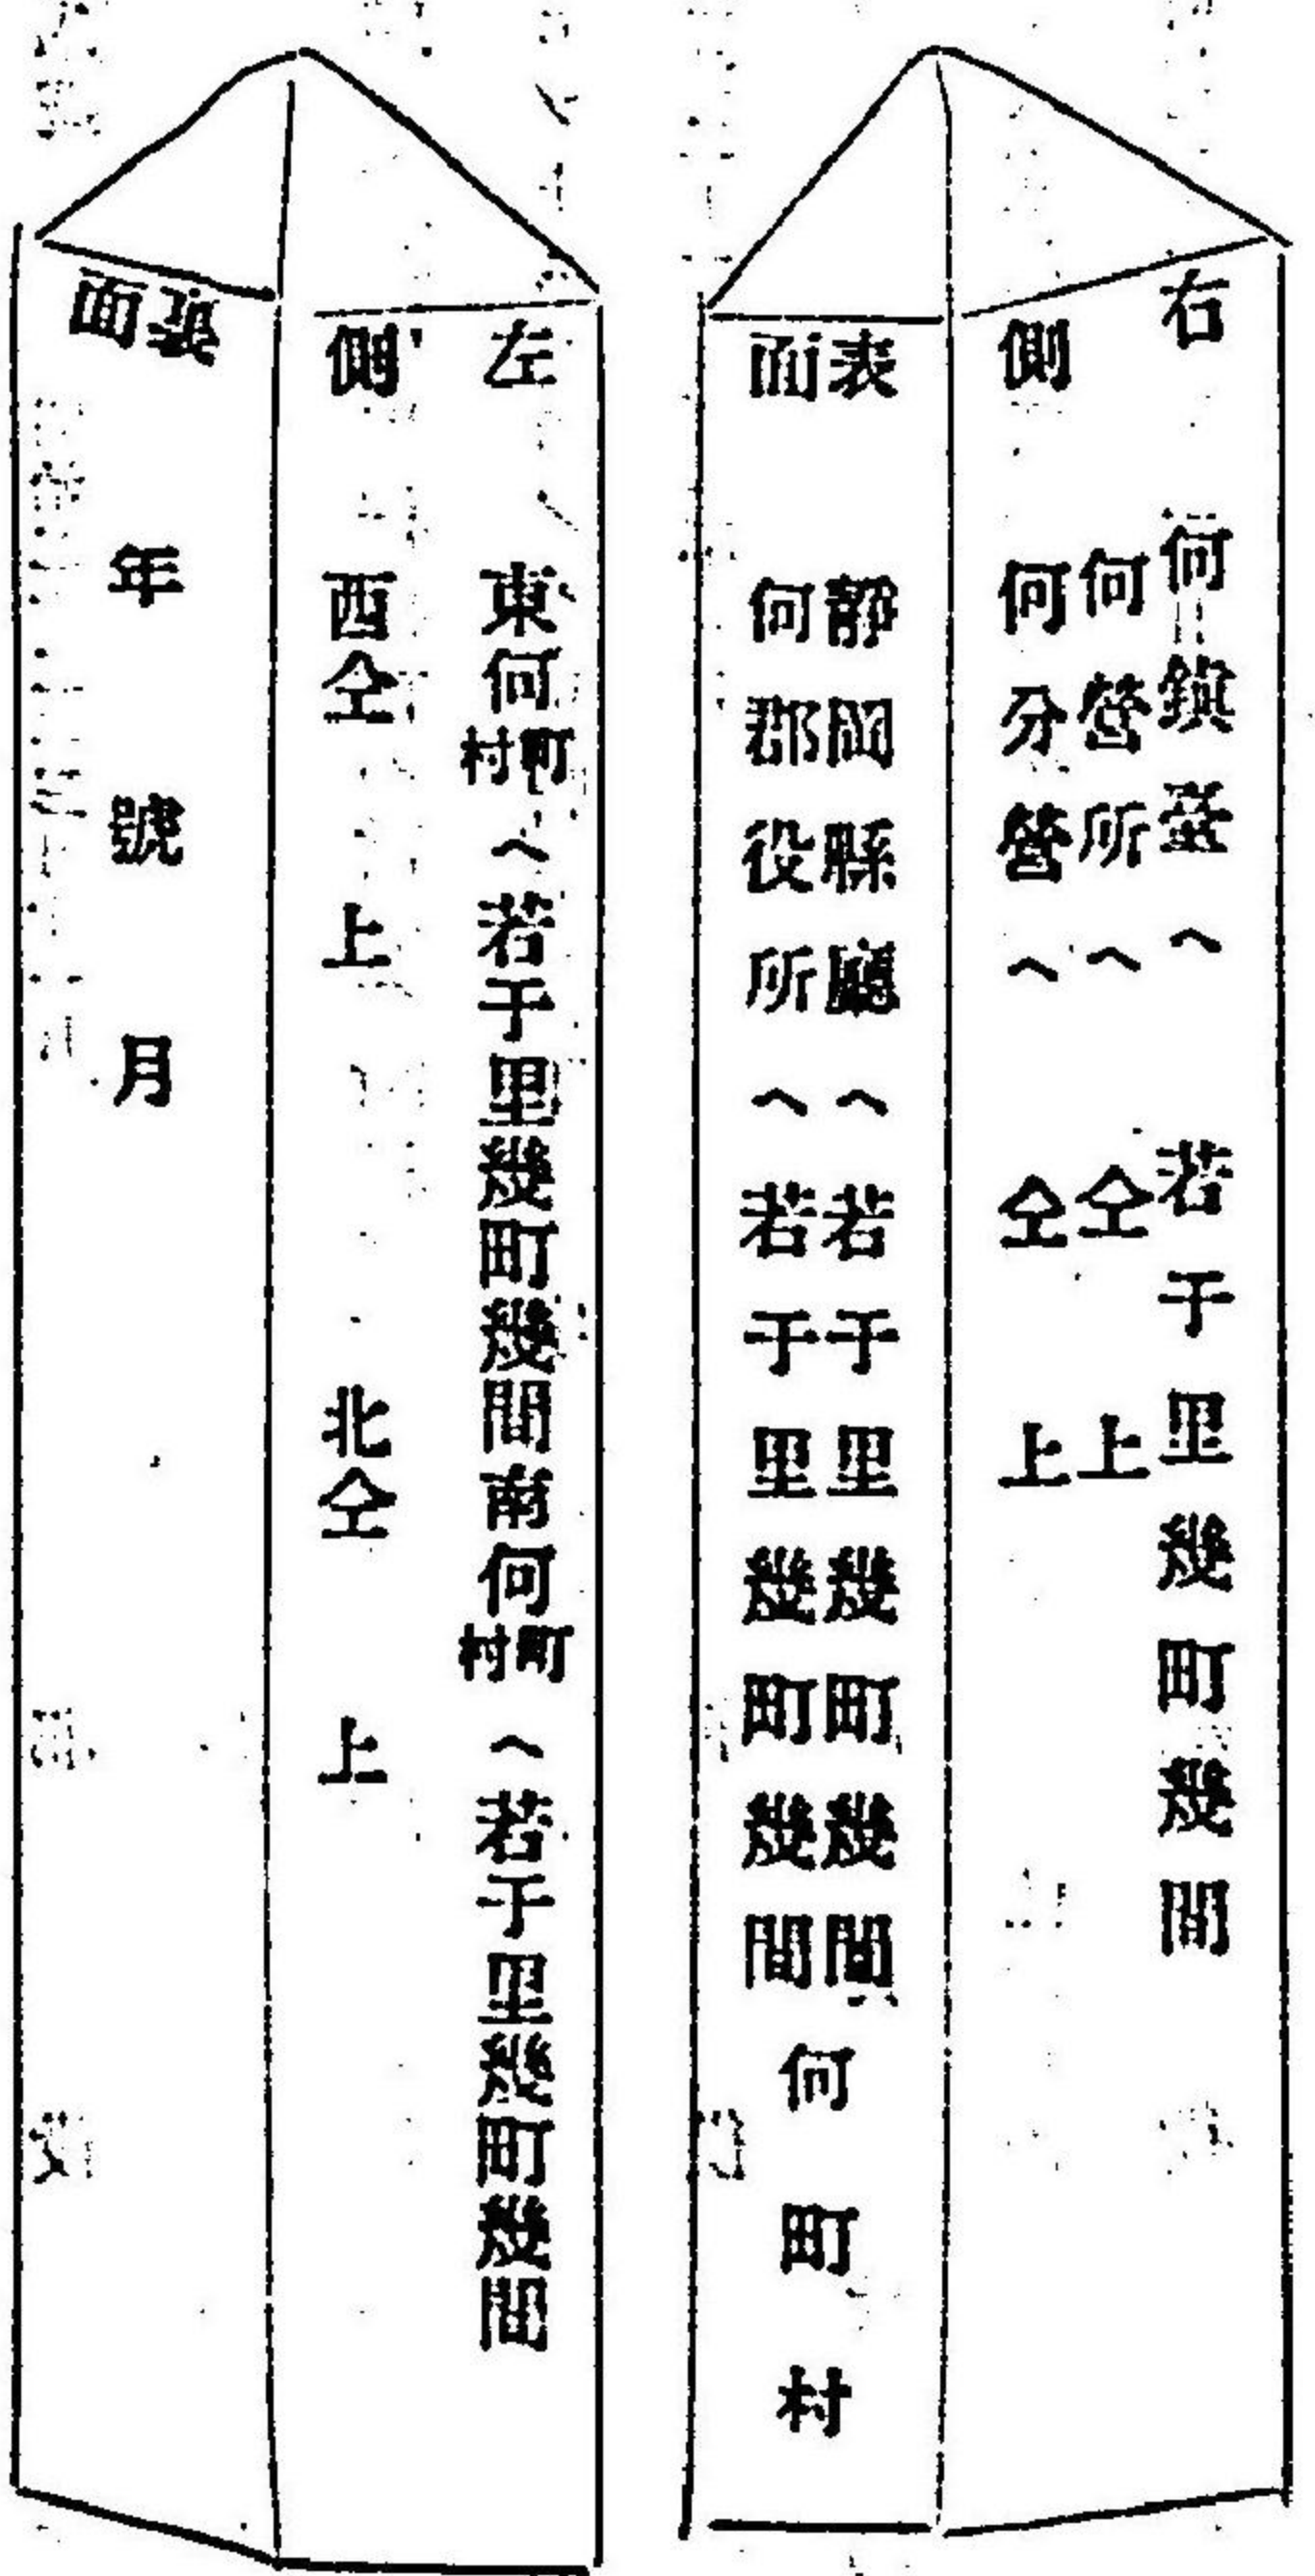 右側
何鎭臺へ 若干里幾町幾間
何營所へ 仝上
何分營へ 仝上
表面
靜岡縣廳へ若干里幾町幾間
何郡役所へ若干里幾町幾間
何町村
左側
東何町村へ若干里幾町幾間南何町村へ若干里幾町幾間
西仝上 北仝上
裏面
年號月